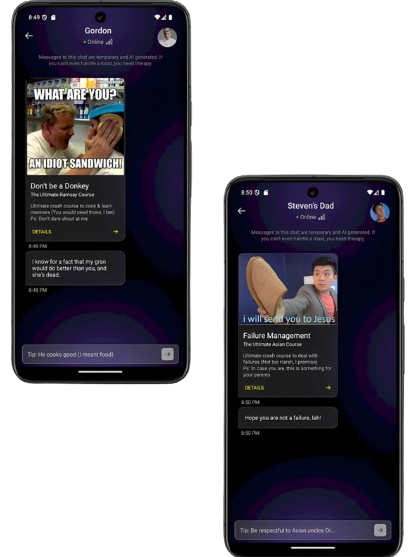 8:49
Gordon
• Online
Messages to this chat are temporary and AI generated. If
you can't even handle a roast, you need therapy
WHAT ARE YOU?
AN IDIOT SANDWICH!
Don't be a Donkey
The Ultimate Ramsay Course
Ultimate crash course to cook & learn
manners (You would need those, I bet)
Ps: Don't dare shout at me
DETAILS
8:48 PM
I know for a fact that my gran
would do better than you, and
she's dead.
8:48 PM
Tip: He cooks good (I meant food)
8:50
Steven's Dad
• Online
Messages to this chat are temporary and AI generated. If
you can't even handle a roast, you need therapy
i will send you to Jesus
Failure Management
The Ultimate Asian Course
Ultimate crash course to deal with
failures (Not too Harsh, I promise)
Ps: In case you are, this is something for
your parents
DETAILS
8:50 PM
Hope you are not a failure, lah!
8:50 PM
Tip: Be respectful to Asian uncles Or...